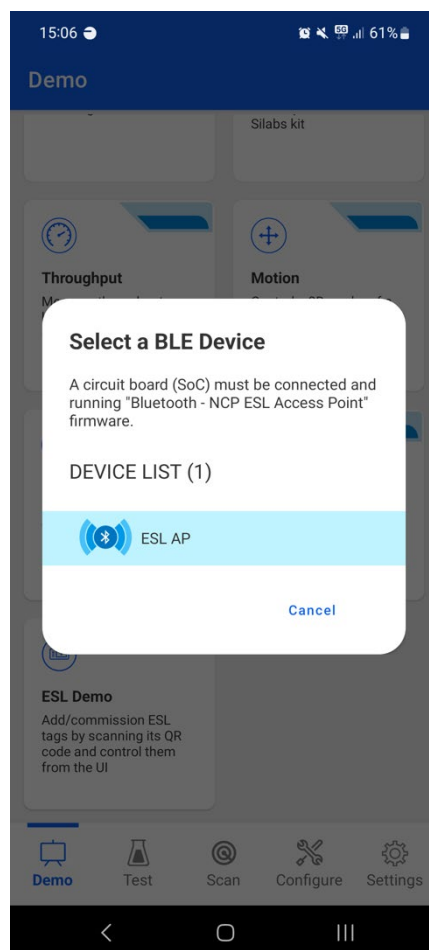 15:06
5G
61%
Demo
Silabs kit
Throughput
Motion
Select a BLE Device
A circuit board (SoC) must be connected and
running "Bluetooth - NCP ESL Access Point"
firmware.
DEVICE LIST (1)
ESL AP
Cancel
ESL Demo
Add/commission ESL
tags by scanning its QR
code and control them
from the UI
Demo
Test
Scan
Configure
Settings